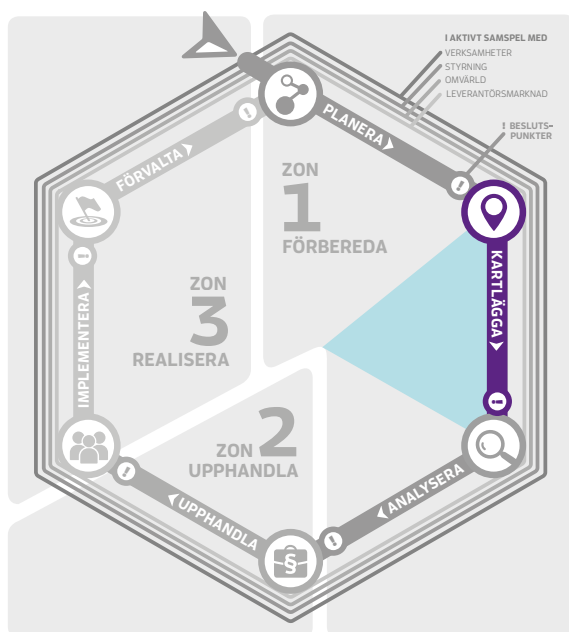 I AKTIVT SAMSPEL MED
VERKSAMHETER
STYRNING
OMVÄRLD
LEVERANTÖRSMARKNAD
! BESLUTS-
PUNKTER
PLANERA
!
KARTLÄGGA
!
ANALYSERA
!
§
UPPHANDLA
!
IMPLEMENTERA
!
FÖRVALTA
!
ZON
1
FÖRBEREDA
ZON
3
REALISERA
ZON 2
UPPHANDLA